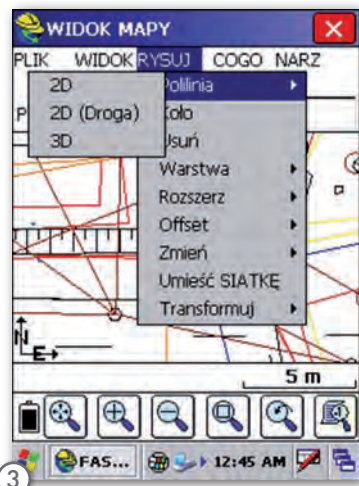 WIDOK MAPY
PLIK WIDOK RYSUJ COGO NARZ
2D Polilinia
2D (Droga) Koło
3D Usuń
Warstwa
Rozszerz
Offset
Zmień
Umieść SIATKĘ
Transformuj
N
E
5 m
FAS... 12:45 AM
3